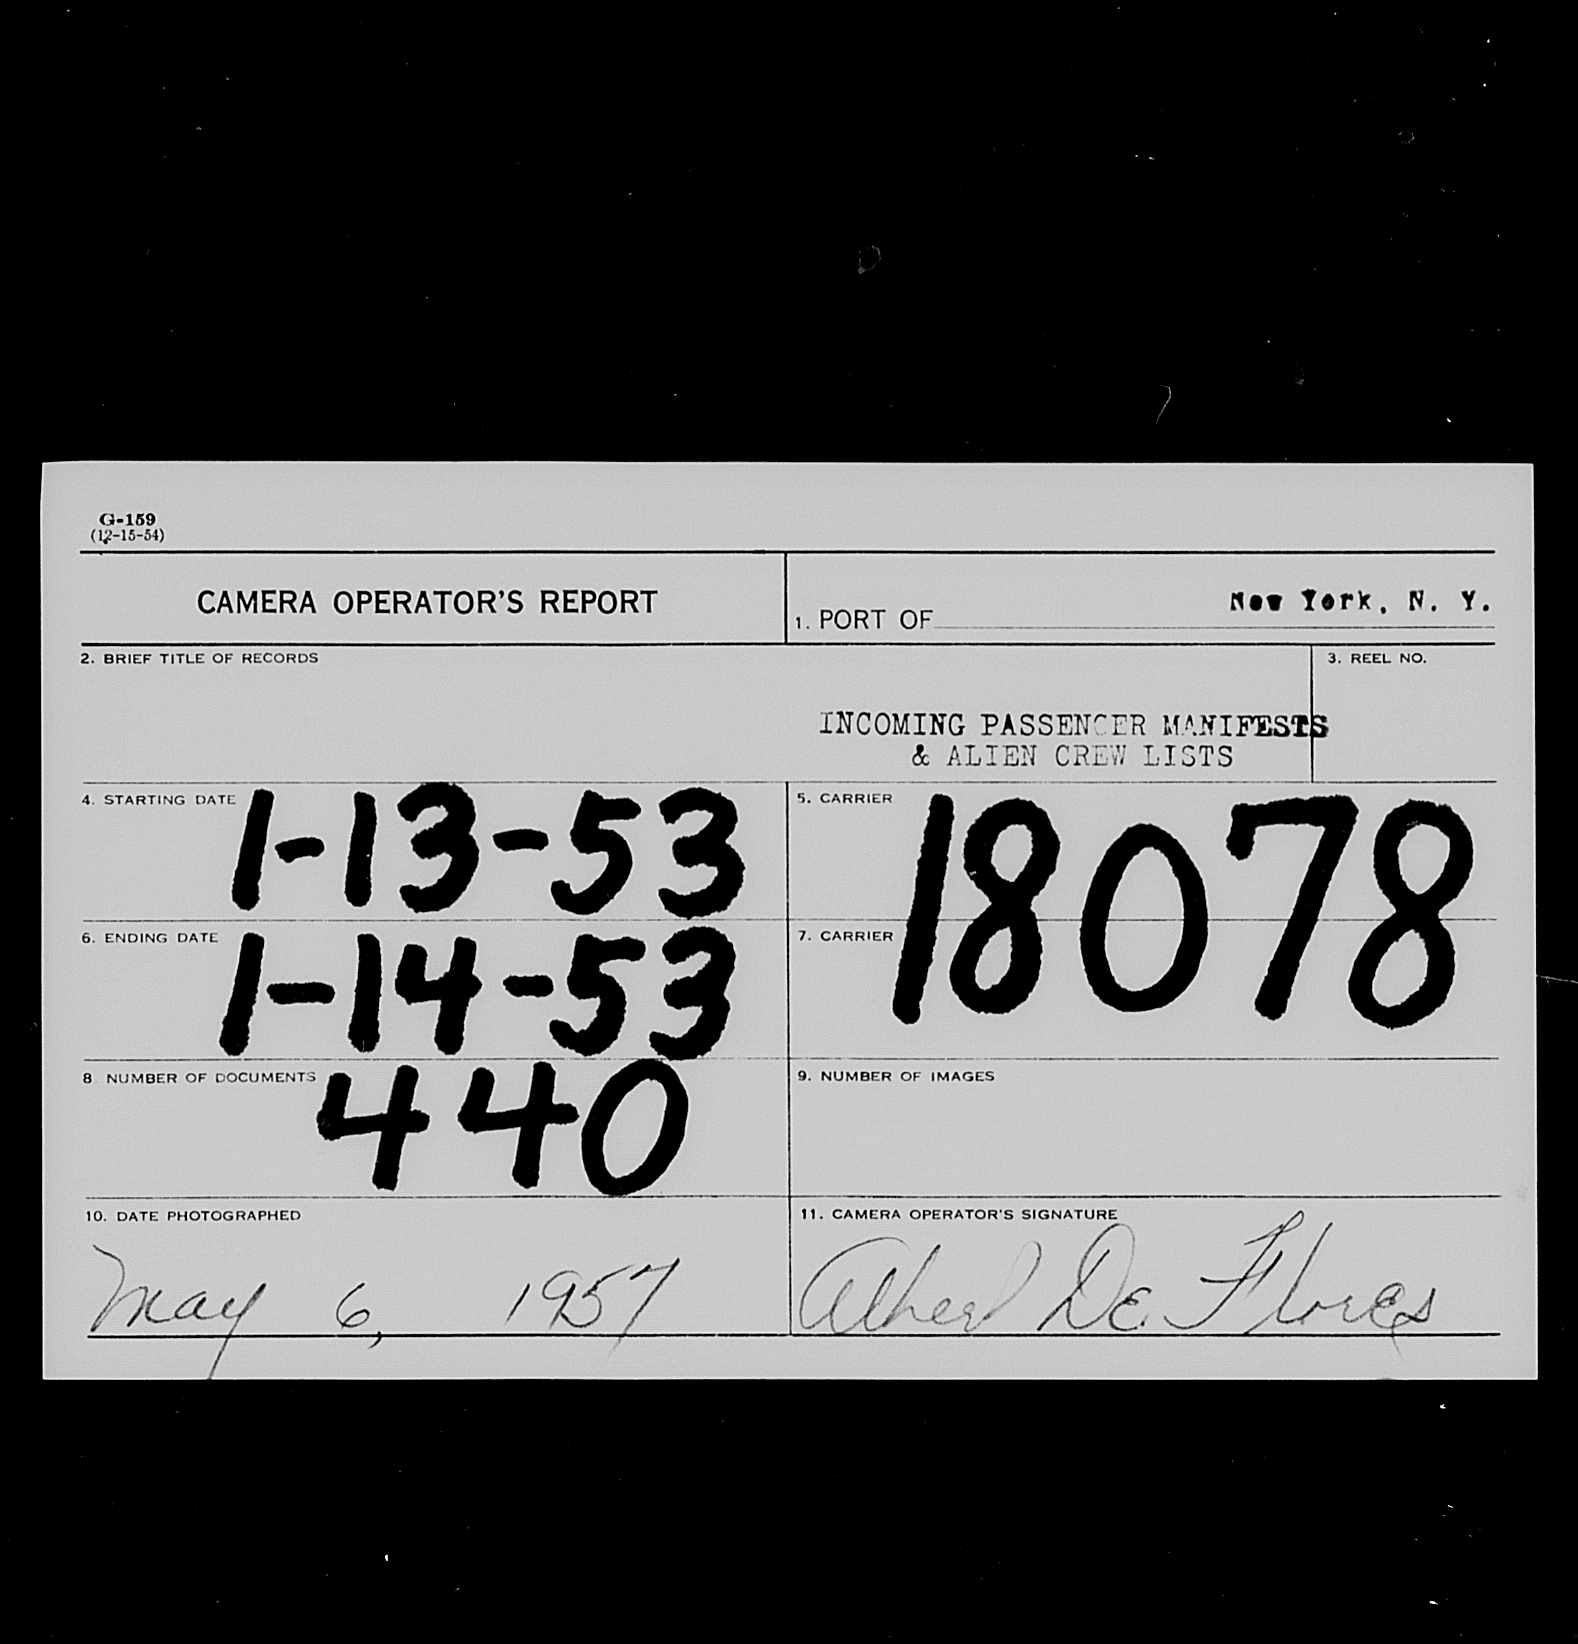 G-159
(12-15-54)
CAMERA OPERATOR'S REPORT
1. PORT OF New York, N. Y.
2. BRIEF TITLE OF RECORDS
3. REEL NO.
INCOMING PASSENGER MANIFESTS
& ALIEN CREW LISTS
4. STARTING DATE 1-13-53
5. CARRIER
18078
6. ENDING DATE 1-14-53
7. CARRIER
8 NUMBER OF DOCUMENTS 440
9. NUMBER OF IMAGES
10. DATE PHOTOGRAPHED
May 6, 1957
11. CAMERA OPERATOR'S SIGNATURE
Albert De Flores